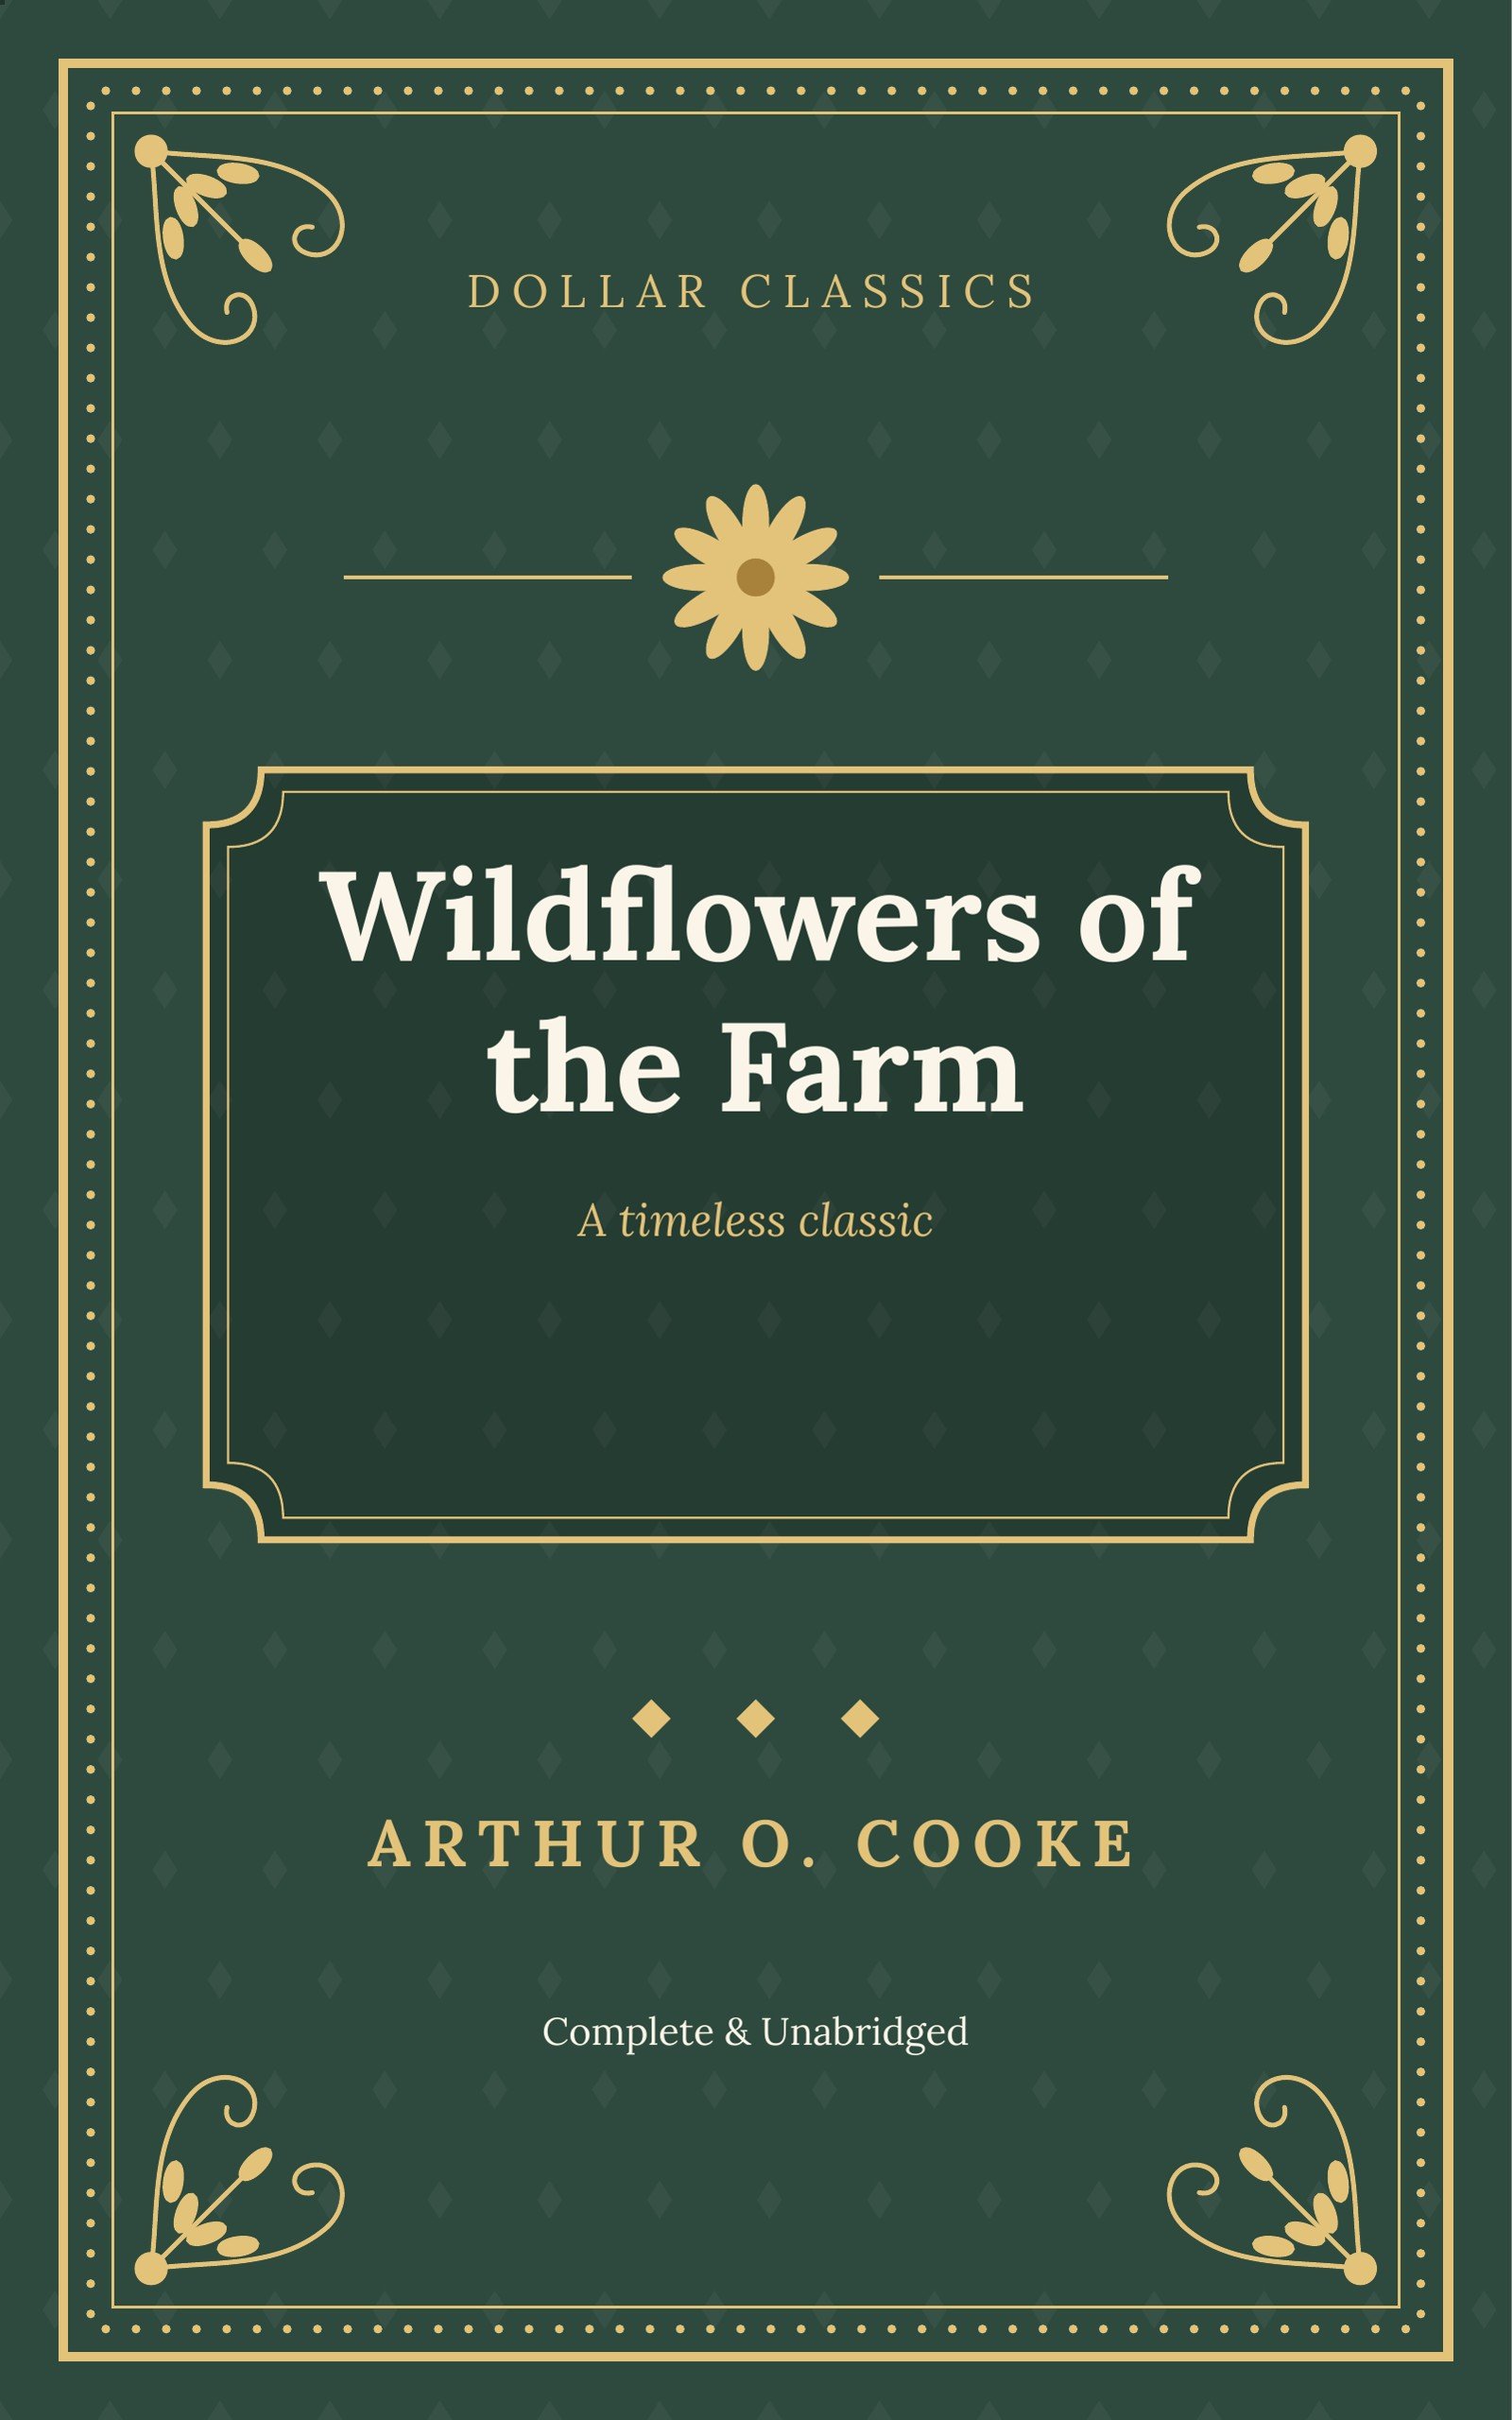 DOLLAR CLASSICS
Wildflowers of
the Farm
A timeless classic
ARTHUR O. COOKE
Complete & Unabridged